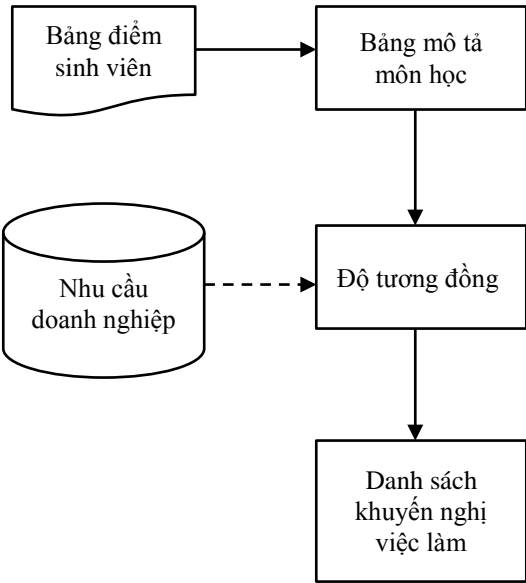 Bảng điểm
sinh viên
Bảng mô tả
môn học
Nhu cầu
doanh nghiệp
Độ tương đồng
Danh sách
khuyến nghị
việc làm